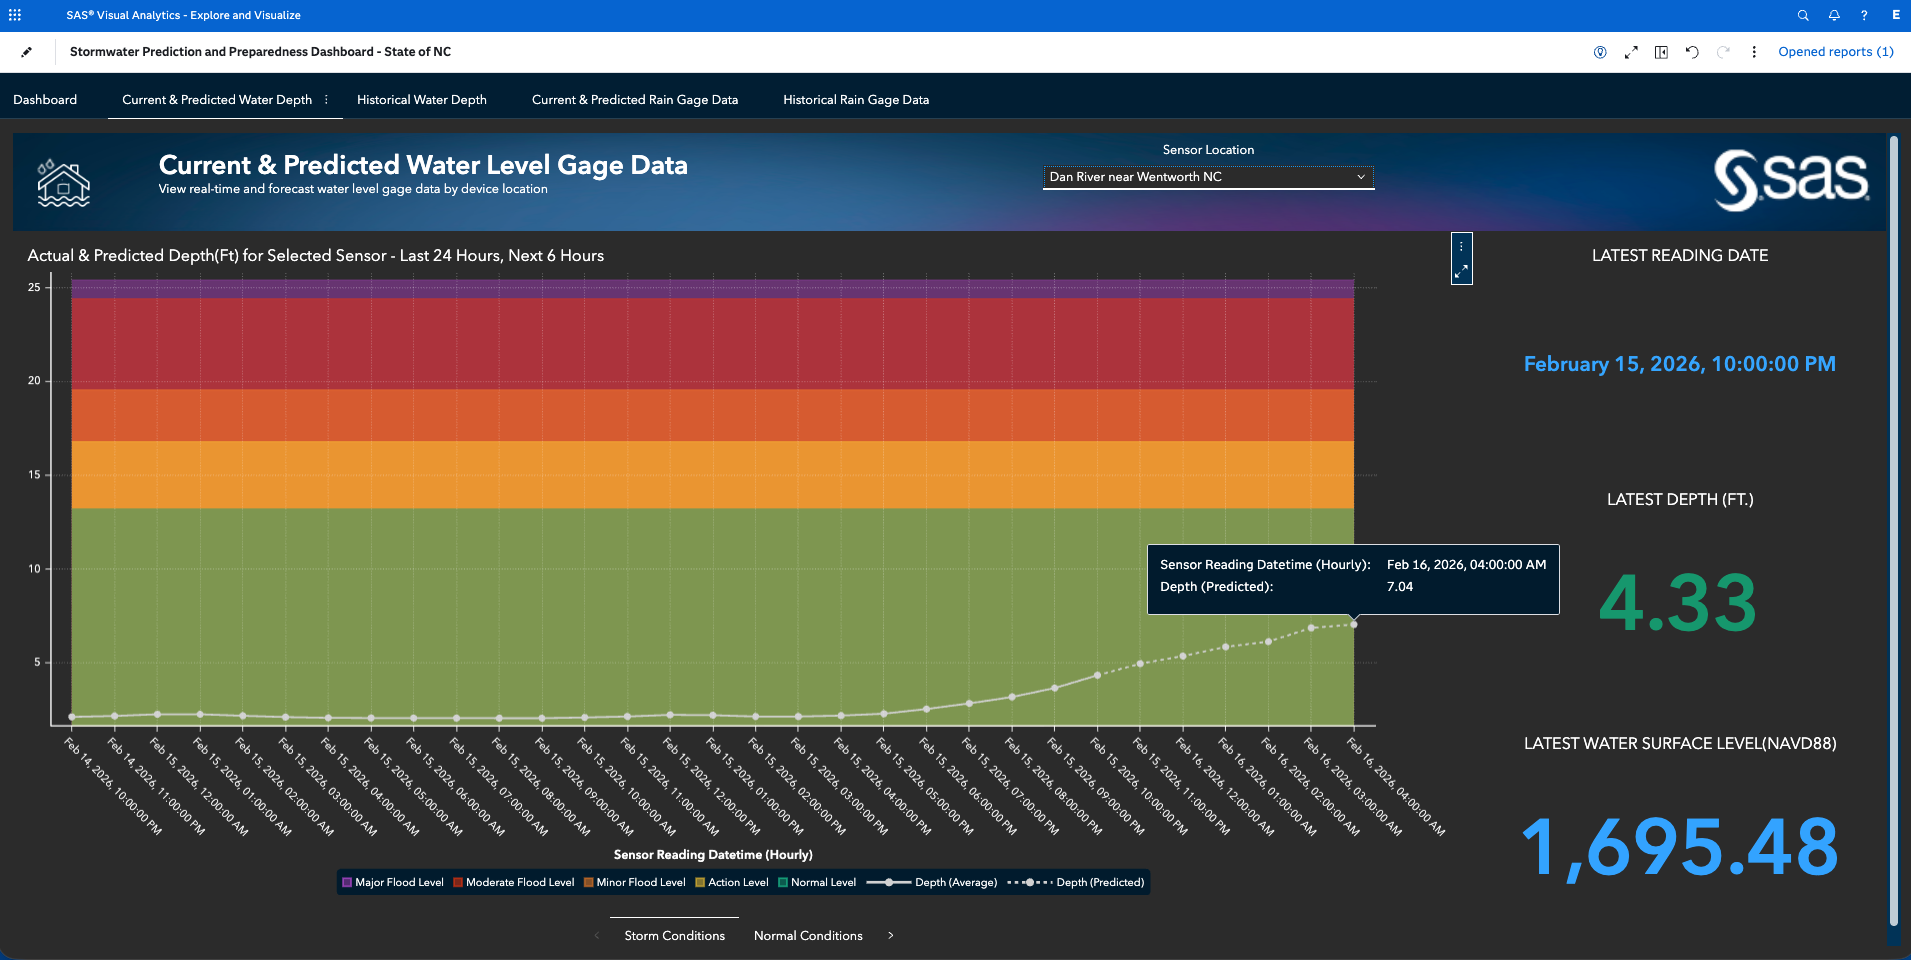 SAS® Visual Analytics - Explore and Visualize
E
Stormwater Prediction and Preparedness Dashboard - State of NC
Opened reports (1)
Dashboard
Current & Predicted Water Depth
Historical Water Depth
Current & Predicted Rain Gage Data
Historical Rain Gage Data
Current & Predicted Water Level Gage Data
View real-time and forecast water level gage data by device location
Sensor Location
Dan River near Wentworth NC
sas
Actual & Predicted Depth(Ft) for Selected Sensor - Last 24 Hours, Next 6 Hours
25
20
15
10
5
Sensor Reading Datetime (Hourly): Feb 16, 2026, 04:00:00 AM
Depth (Predicted): 7.04
Feb 14, 2026, 10:00:00 PM
Feb 14, 2026, 11:00:00 PM
Feb 15, 2026, 12:00:00 AM
Feb 15, 2026, 01:00:00 AM
Feb 15, 2026, 02:00:00 AM
Feb 15, 2026, 03:00:00 AM
Feb 15, 2026, 04:00:00 AM
Feb 15, 2026, 05:00:00 AM
Feb 15, 2026, 06:00:00 AM
Feb 15, 2026, 07:00:00 AM
Feb 15, 2026, 08:00:00 AM
Feb 15, 2026, 09:00:00 AM
Feb 15, 2026, 10:00:00 AM
Feb 15, 2026, 11:00:00 AM
Feb 15, 2026, 12:00:00 PM
Feb 15, 2026, 01:00:00 PM
Feb 15, 2026, 02:00:00 PM
Feb 15, 2026, 03:00:00 PM
Feb 15, 2026, 04:00:00 PM
Feb 15, 2026, 05:00:00 PM
Feb 15, 2026, 06:00:00 PM
Feb 15, 2026, 07:00:00 PM
Feb 15, 2026, 08:00:00 PM
Feb 15, 2026, 09:00:00 PM
Feb 15, 2026, 10:00:00 PM
Feb 15, 2026, 11:00:00 PM
Feb 16, 2026, 12:00:00 AM
Feb 16, 2026, 01:00:00 AM
Feb 16, 2026, 02:00:00 AM
Feb 16, 2026, 03:00:00 AM
Feb 16, 2026, 04:00:00 AM
Sensor Reading Datetime (Hourly)
Major Flood Level
Moderate Flood Level
Minor Flood Level
Action Level
Normal Level
Depth (Average)
Depth (Predicted)
Storm Conditions
Normal Conditions
LATEST READING DATE
February 15, 2026, 10:00:00 PM
LATEST DEPTH (FT.)
4.33
LATEST WATER SURFACE LEVEL(NAVD88)
1,695.48